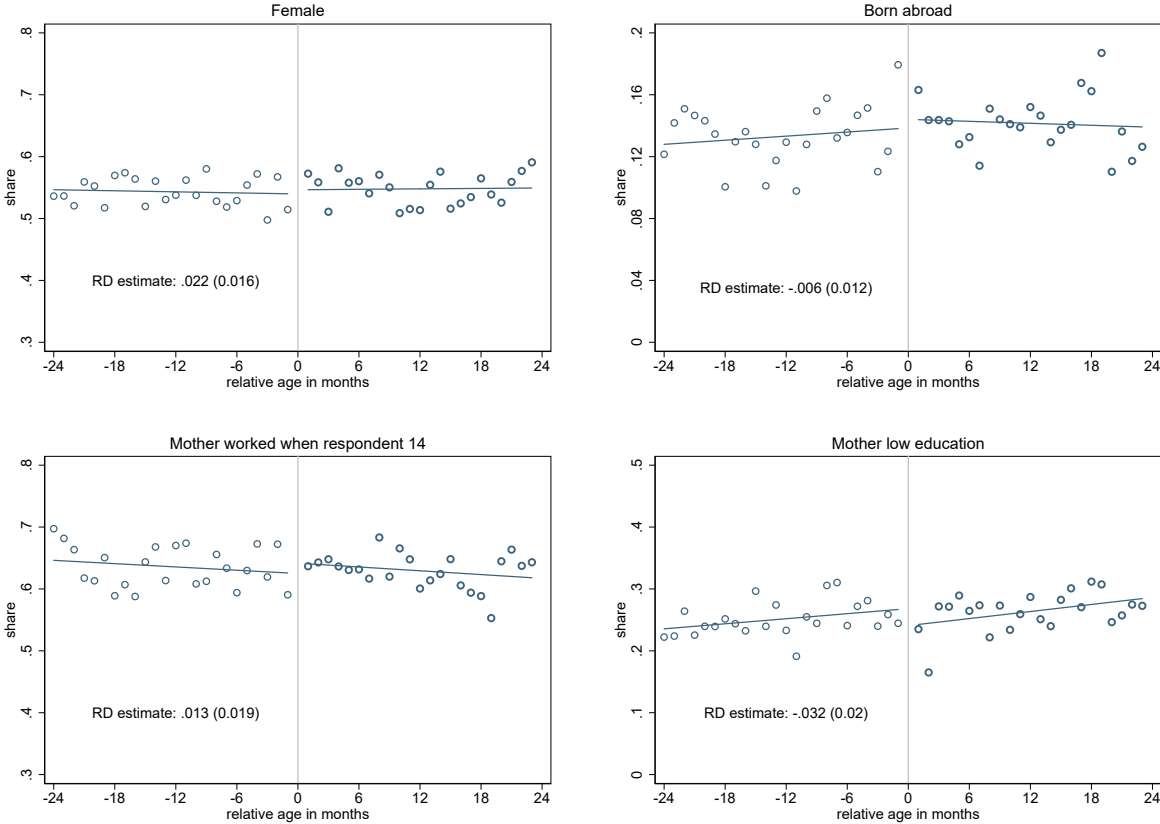 Female
Born abroad
.8
.7
.6
.5
.4
.3
share
RD estimate: .022 (0.016)
-24 -18 -12 -6 0 6 12 18 24
relative age in months
.2
.16
.12
.08
.04
0
share
RD estimate: -.006 (0.012)
-24 -18 -12 -6 0 6 12 18 24
relative age in months
Mother worked when respondent 14
Mother low education
.8
.7
.6
.5
.4
.3
share
RD estimate: .013 (0.019)
-24 -18 -12 -6 0 6 12 18 24
relative age in months
.5
.4
.3
.2
.1
0
share
RD estimate: -.032 (0.02)
-24 -18 -12 -6 0 6 12 18 24
relative age in months